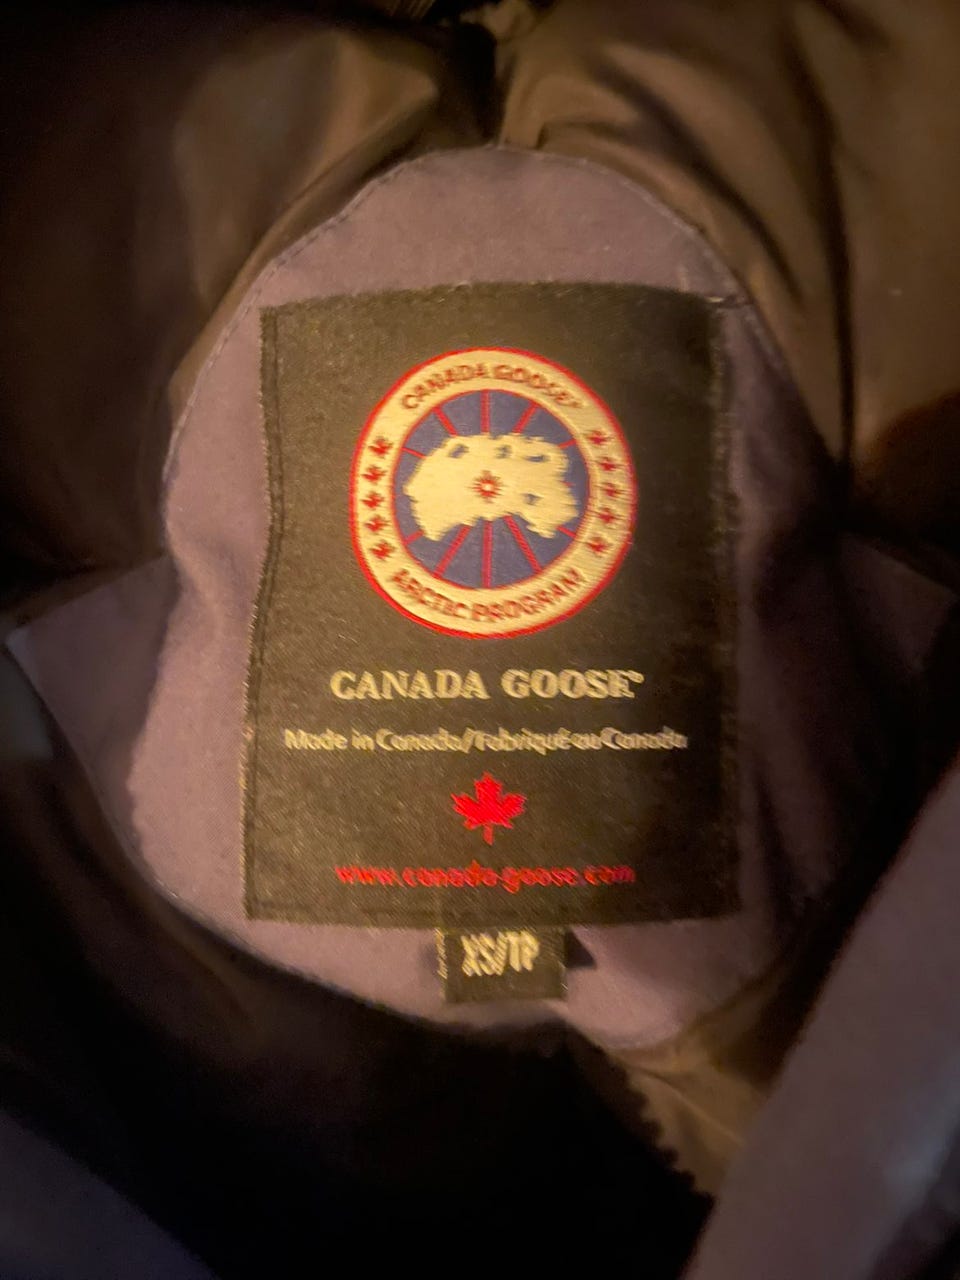 CANADA GOOSE®
ARCTIC PROGRAM
CANADA GOOSE®
Made in Canada/Fabriqué au Canada
www.canada-goose.com
XS/TP